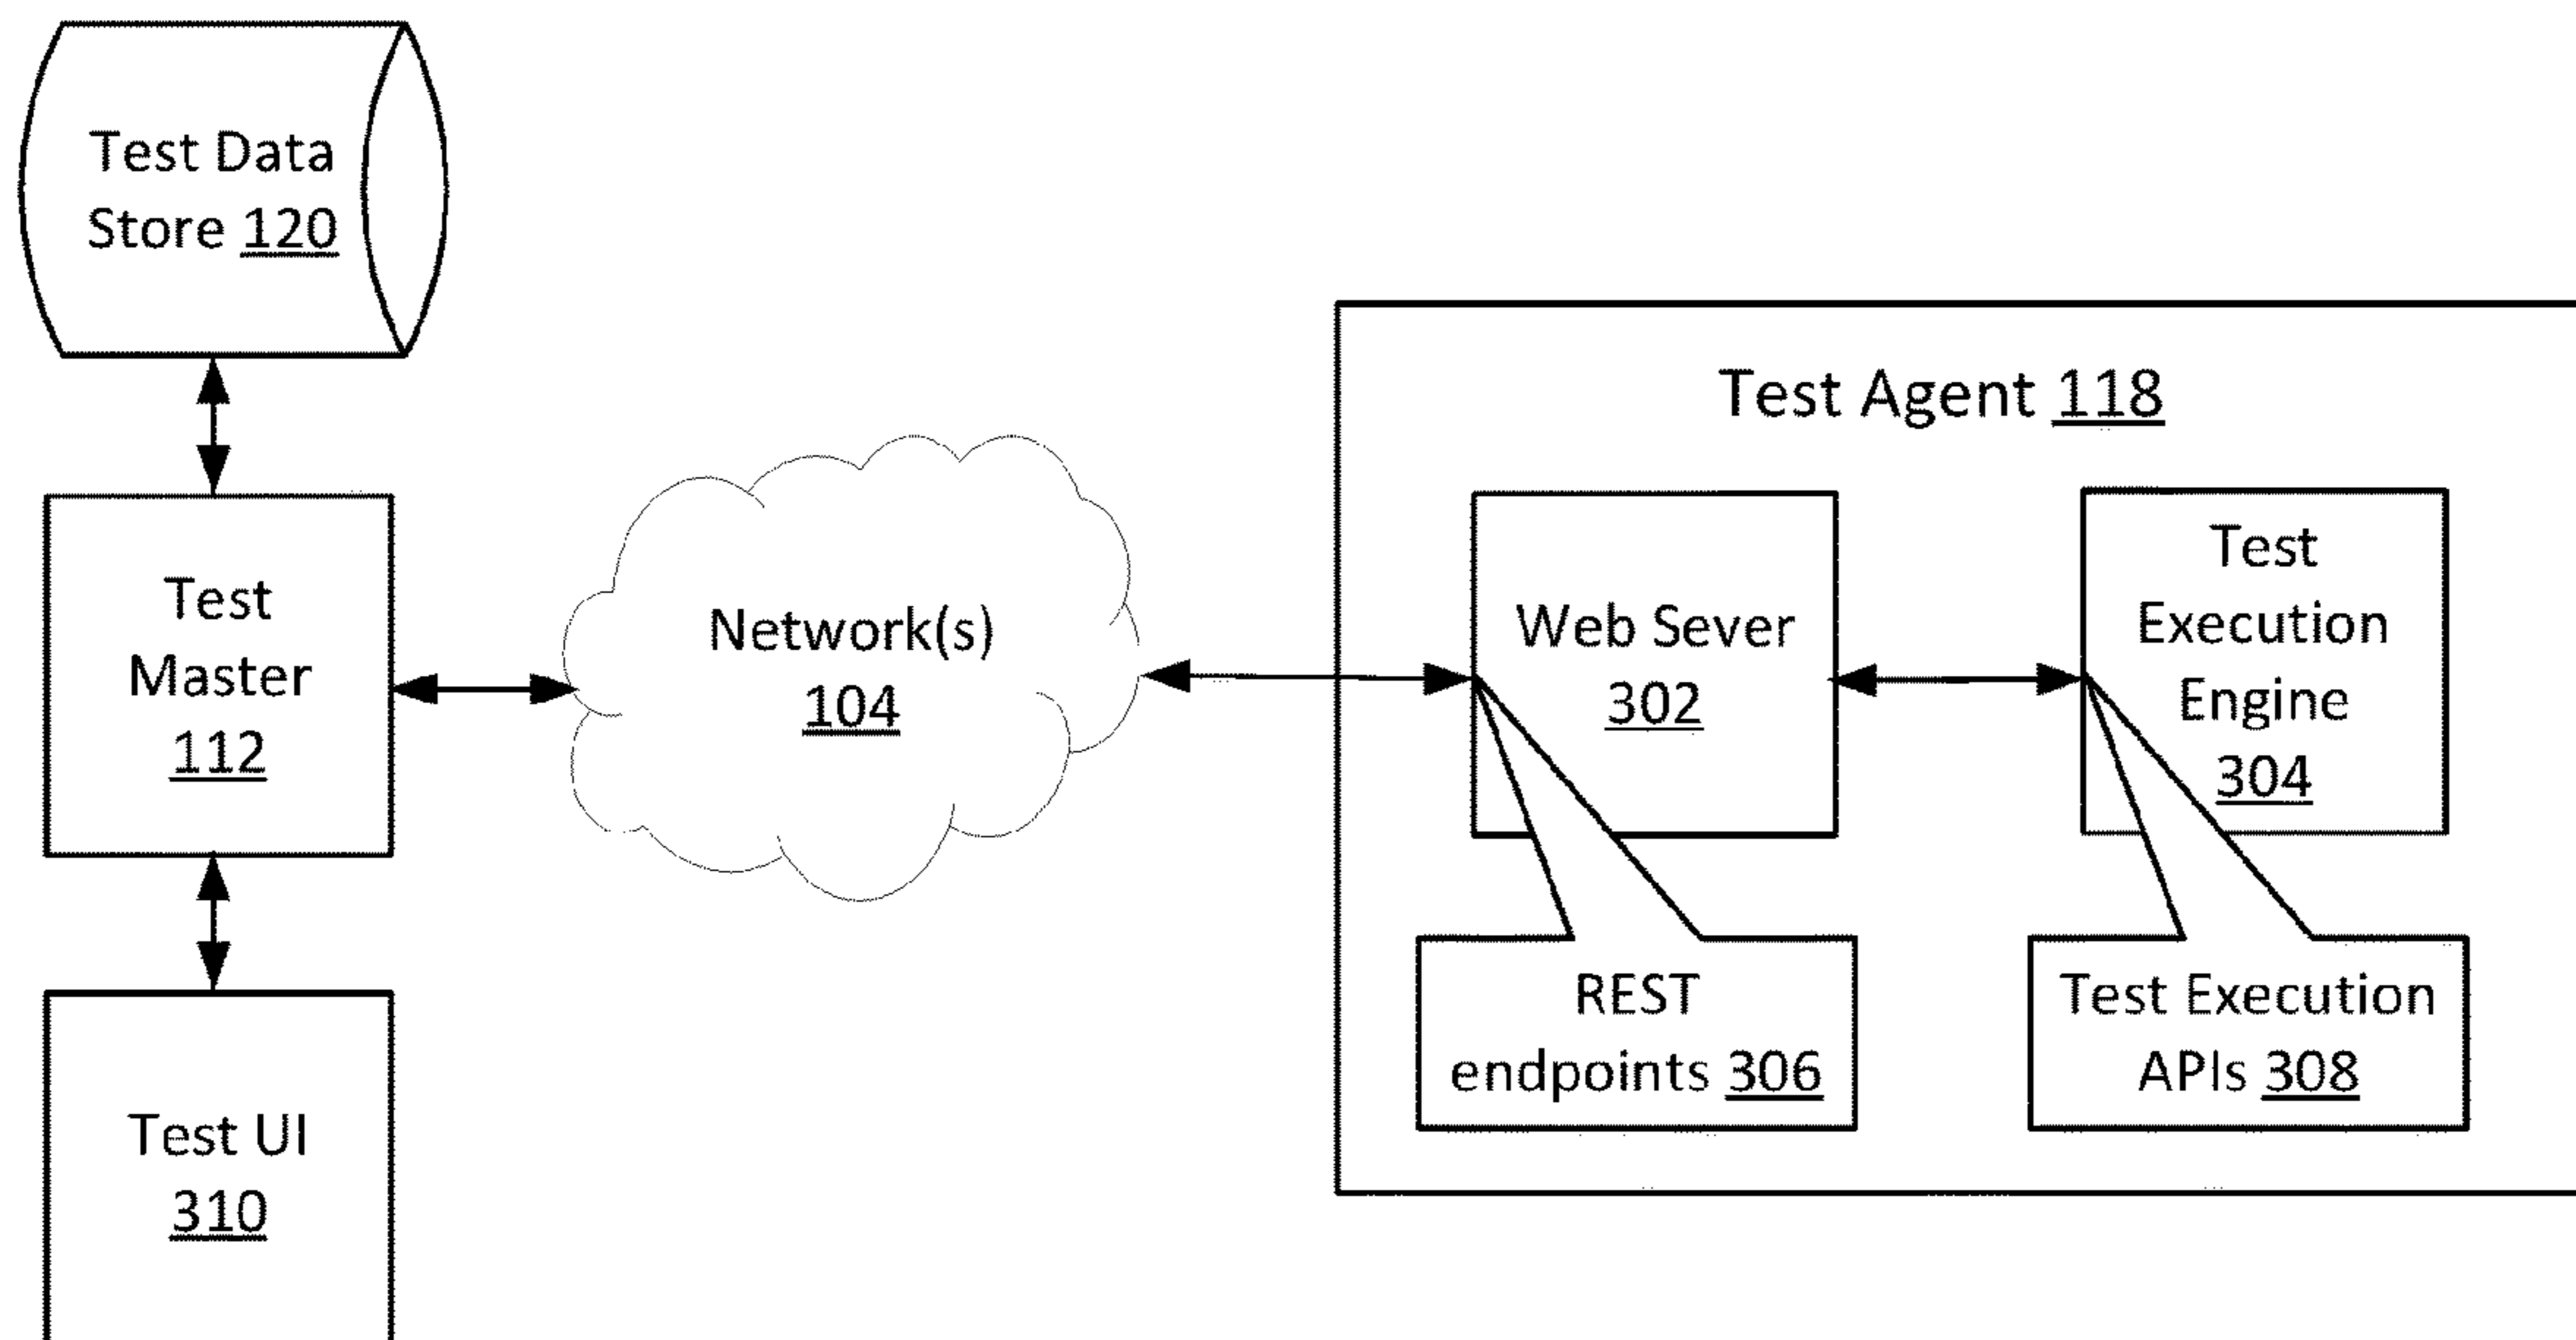 Test Data
Store 120
Test
Master
112
Test UI
310
Network(s)
104
Test Agent 118
Web Sever
302
Test
Execution
Engine
304
REST
endpoints 306
Test Execution
APIs 308